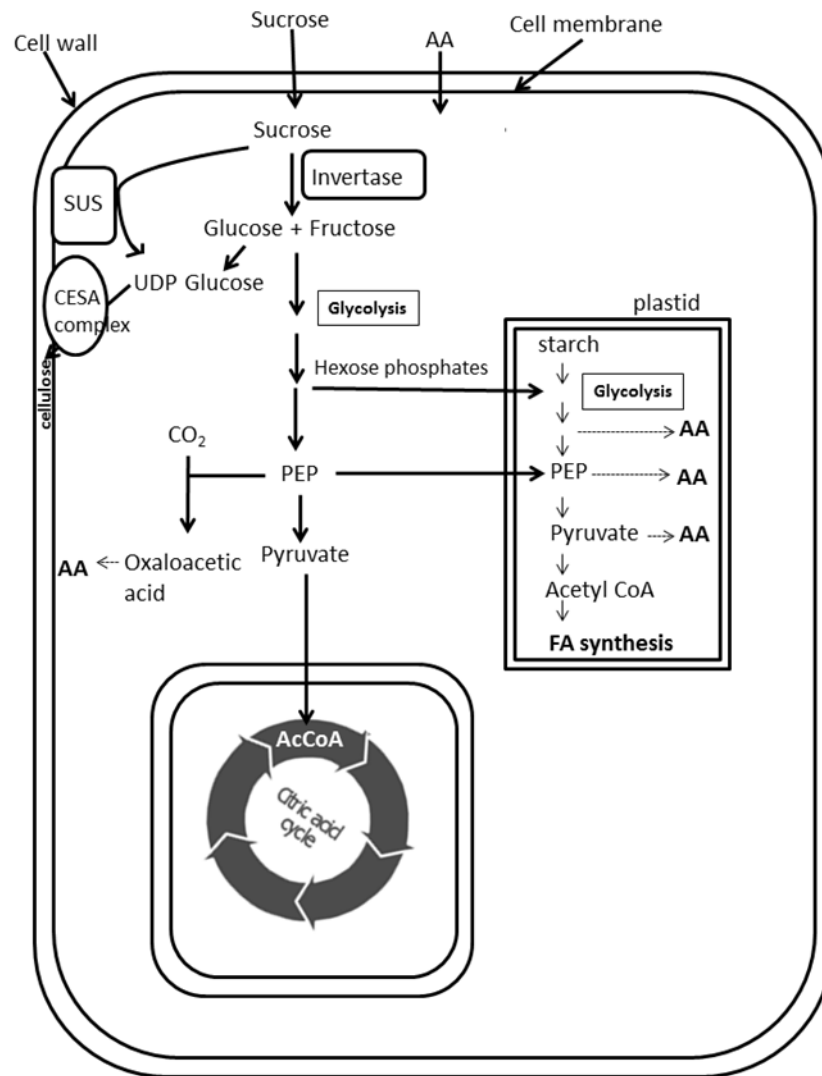 Sucrose
Cell wall
AA
Cell membrane
Sucrose
Invertase
SUS
Glucose + Fructose
UDP Glucose
CESA
complex
Glycolysis
cellulose
plastid
starch
Hexose phosphates
Glycolysis
AA
CO₂
PEP
PEP
AA
Pyruvate
Pyruvate
AA
AA
Oxaloacetic
acid
Acetyl CoA
FA synthesis
AcCoA
Citric acid
cycle